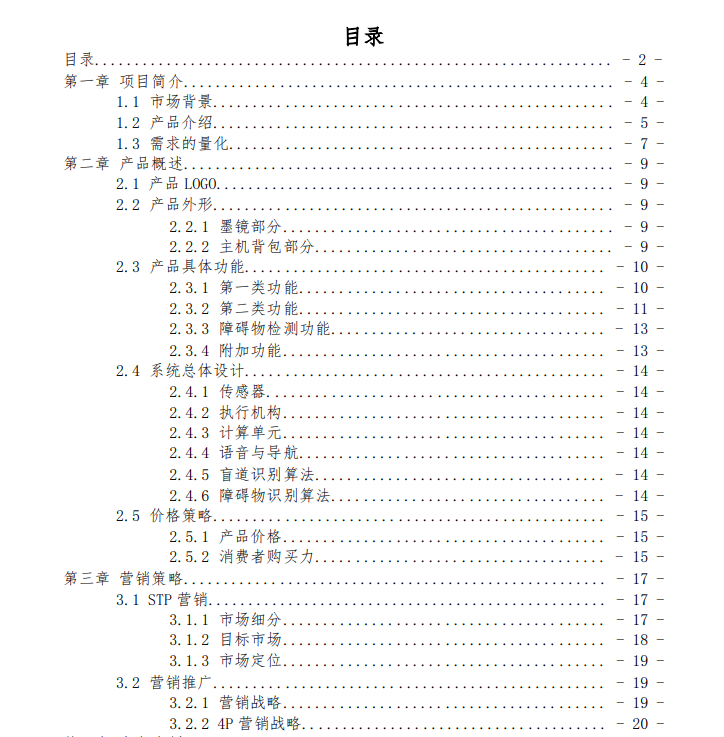 目录
目录................................................................ - 2 -
第一章 项目简介...................................................... - 4 -
1.1 市场背景.................................................. - 4 -
1.2 产品介绍.................................................. - 5 -
1.3 需求的量化................................................ - 7 -
第二章 产品概述...................................................... - 9 -
2.1 产品 LOGO................................................. - 9 -
2.2 产品外形.................................................. - 9 -
2.2.1 墨镜部分......................................... - 9 -
2.2.2 主机背包部分..................................... - 9 -
2.3 产品具体功能............................................. - 10 -
2.3.1 第一类功能...................................... - 10 -
2.3.2 第二类功能...................................... - 11 -
2.3.3 障碍物检测功能.................................. - 13 -
2.3.4 附加功能........................................ - 13 -
2.4 系统总体设计............................................. - 14 -
2.4.1 传感器.......................................... - 14 -
2.4.2 执行机构........................................ - 14 -
2.4.3 计算单元........................................ - 14 -
2.4.4 语音与导航...................................... - 14 -
2.4.5 盲道识别算法.................................... - 14 -
2.4.6 障碍物识别算法.................................. - 14 -
2.5 价格策略................................................. - 15 -
2.5.1 产品价格........................................ - 15 -
2.5.2 消费者购买力.................................... - 15 -
第三章 营销策略..................................................... - 17 -
3.1 STP 营销................................................. - 17 -
3.1.1 市场细分........................................ - 17 -
3.1.2 目标市场........................................ - 18 -
3.1.3 市场定位........................................ - 19 -
3.2 营销推广................................................. - 19 -
3.2.1 营销战略........................................ - 19 -
3.2.2 4P 营销战略..................................... - 20 -